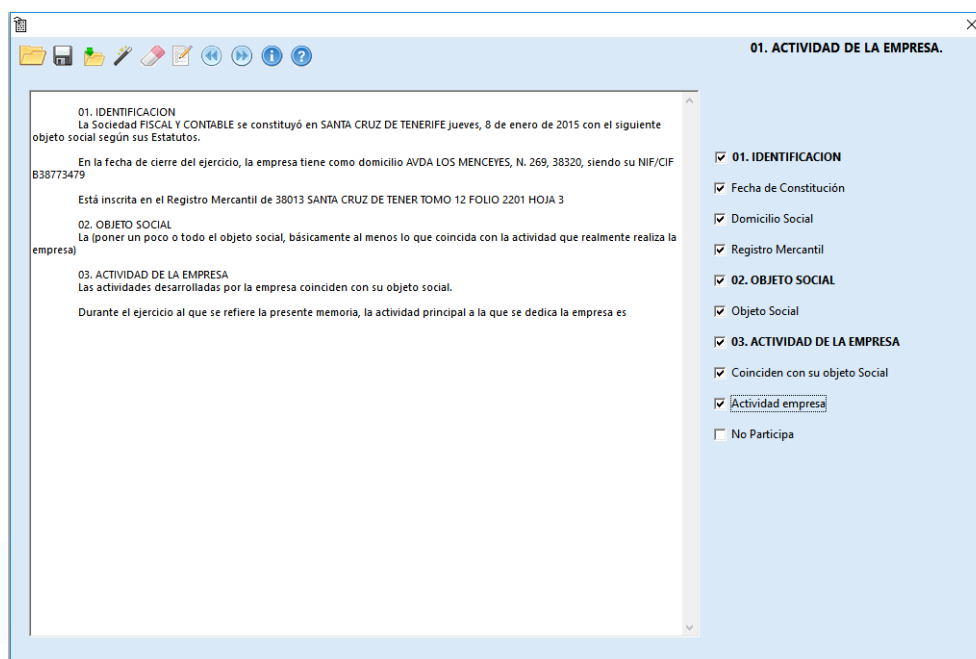 01. ACTIVIDAD DE LA EMPRESA.
01. IDENTIFICACION
La Sociedad FISCAL Y CONTABLE se constituyó en SANTA CRUZ DE TENERIFE jueves, 8 de enero de 2015 con el siguiente
objeto social según sus Estatutos.
En la fecha de cierre del ejercicio, la empresa tiene como domicilio AVDA LOS MENCEYES, N. 269, 38320, siendo su NIF/CIF
B38773479
Está inscrita en el Registro Mercantil de 38013 SANTA CRUZ DE TENER TOMO 12 FOLIO 2201 HOJA 3
02. OBJETO SOCIAL
La (poner un poco o todo el objeto social, básicamente al menos lo que coincida con la actividad que realmente realiza la
empresa)
03. ACTIVIDAD DE LA EMPRESA
Las actividades desarrolladas por la empresa coinciden con su objeto social.
Durante el ejercicio al que se refiere la presente memoria, la actividad principal a la que se dedica la empresa es
01. IDENTIFICACION
Fecha de Constitución
Domicilio Social
Registro Mercantil
02. OBJETO SOCIAL
Objeto Social
03. ACTIVIDAD DE LA EMPRESA
Coinciden con su objeto Social
Actividad empresa
No Participa